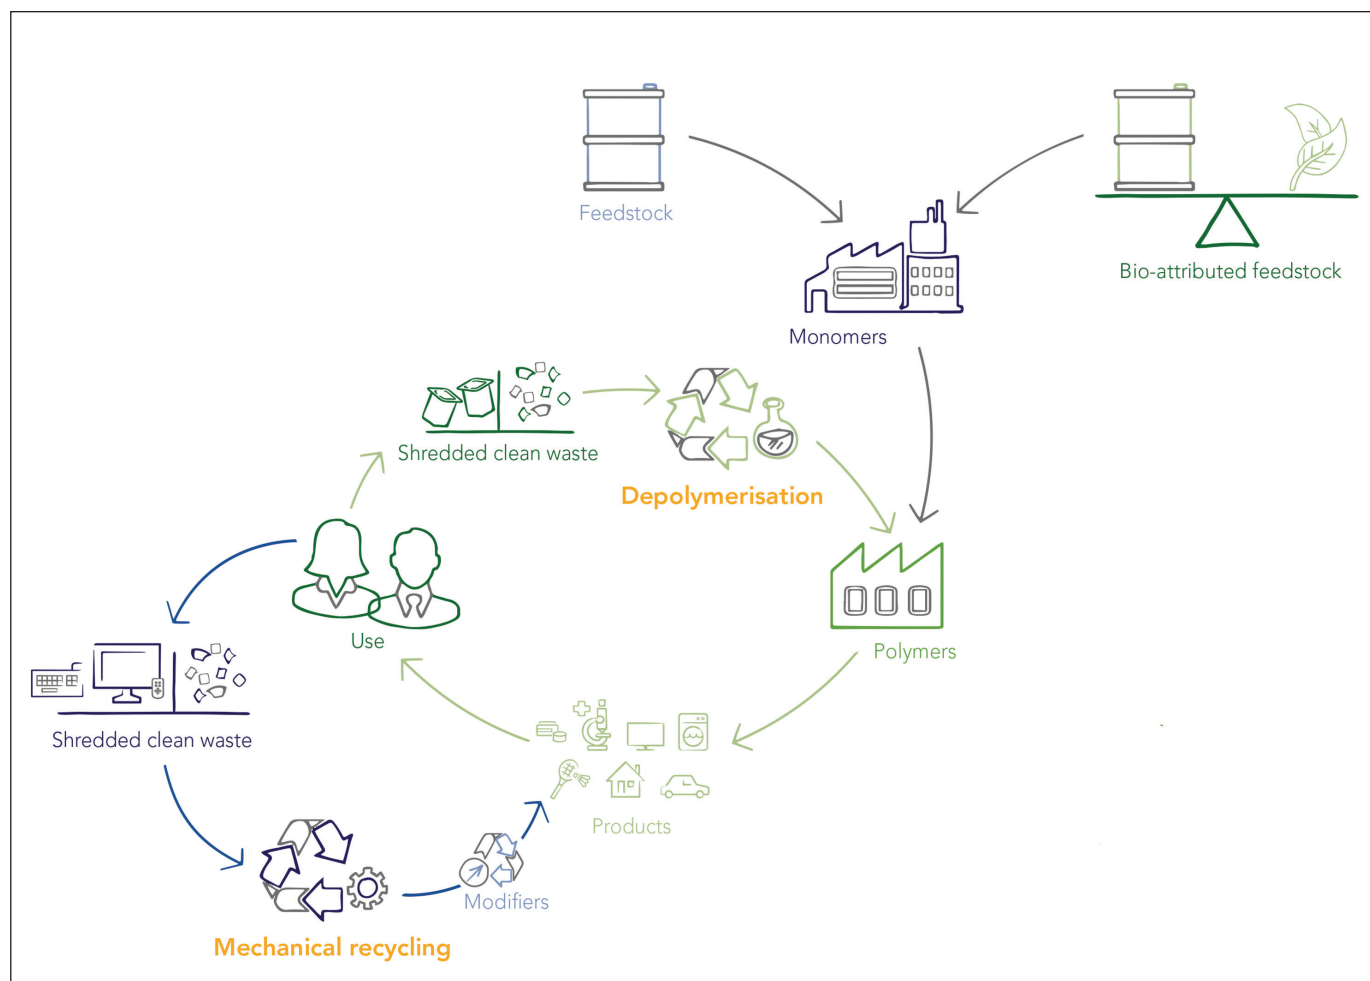 Feedstock
Bio-attributed feedstock
Monomers
Shredded clean waste
Depolymerisation
Use
Polymers
Shredded clean waste
Products
Modifiers
Mechanical recycling